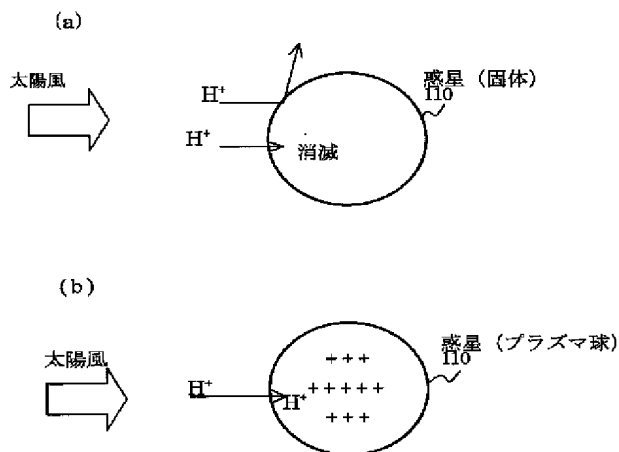 (a)
太陽風
H⁺
惑星（固体）
110
H⁺
消滅
(b)
太陽風
惑星（プラズマ球）
110
H⁺
H⁺
+++
+++++
+++